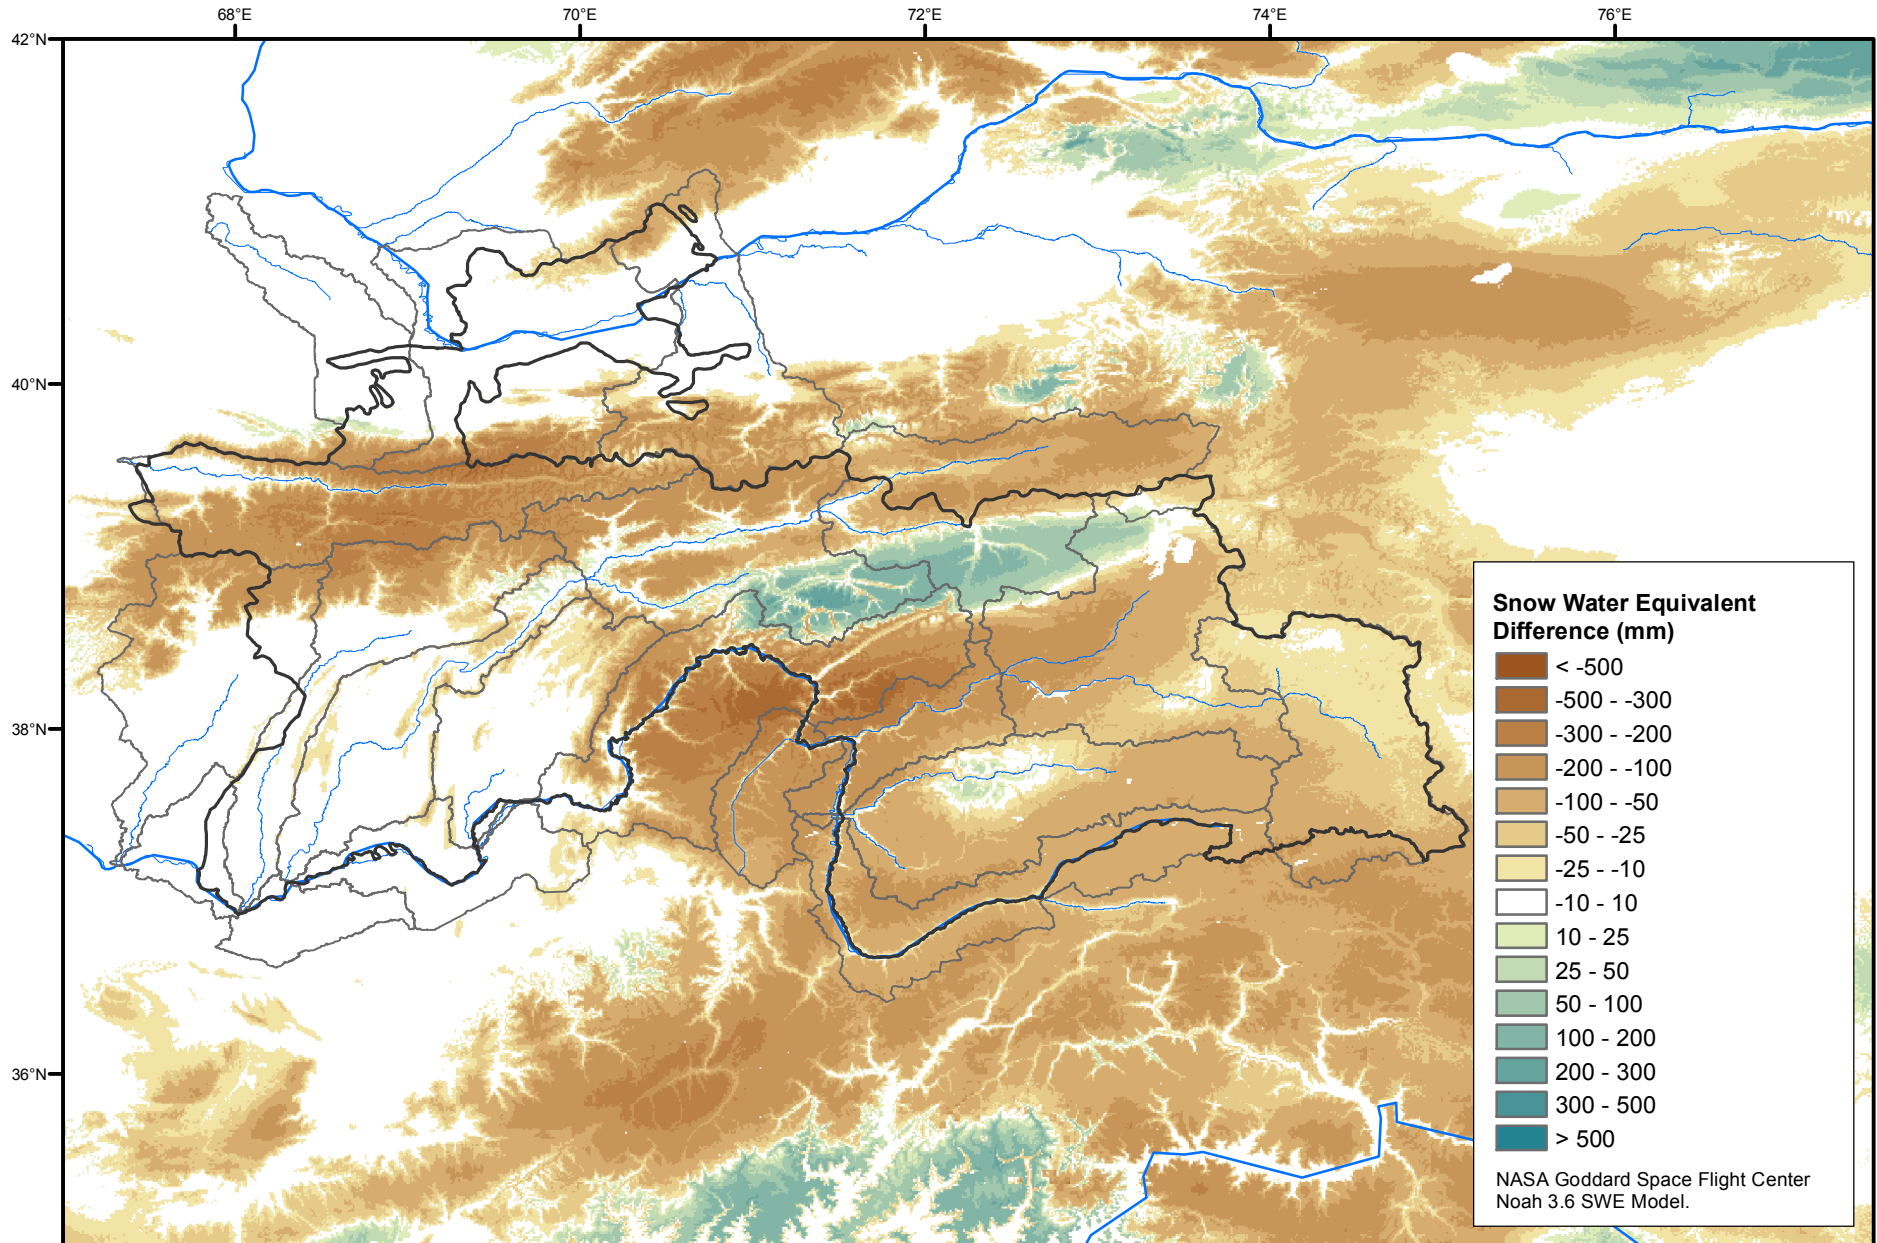 68°E
70°E
72°E
74°E
76°E
42°N
40°N
38°N
36°N
Snow Water Equivalent
Difference (mm)
< -500
-500 - -300
-300 - -200
-200 - -100
-100 - -50
-50 - -25
-25 - -10
-10 - 10
10 - 25
25 - 50
50 - 100
100 - 200
200 - 300
300 - 500
> 500
NASA Goddard Space Flight Center
Noah 3.6 SWE Model.